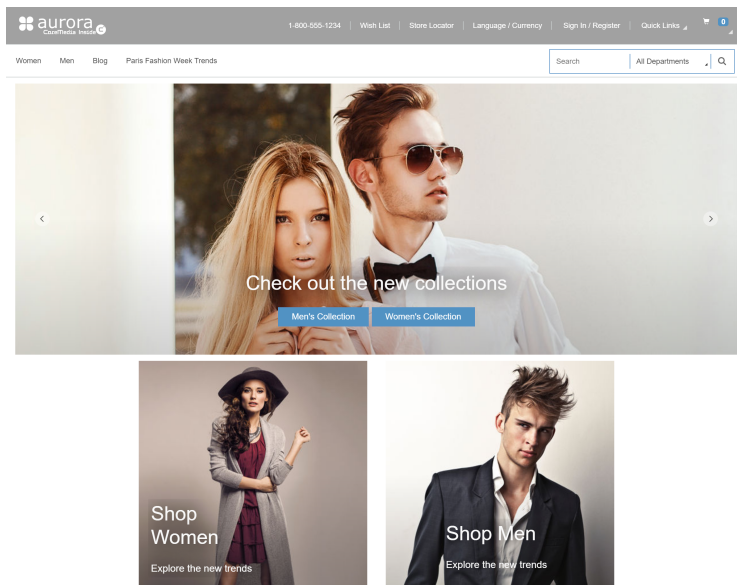 aurora
CoreMedia Inside C
1-800-555-1234 Wish List Store Locator Language / Currency Sign In / Register Quick Links 0
Women Men Blog Paris Fashion Week Trends Search All Departments
Check out the new collections
Men's Collection Women's Collection
Shop
Women
Explore the new trends
Shop Men
Explore the new trends